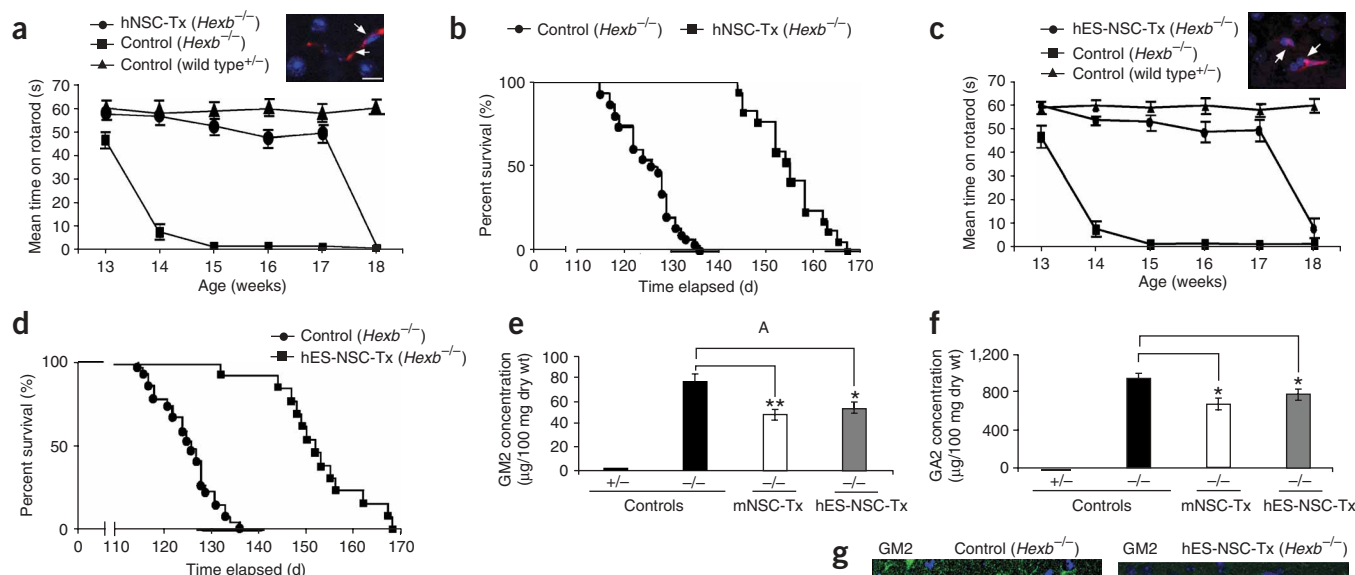 a
hNSC-Tx (Hexb−/−)
Control (Hexb−/−)
Control (wild type+/−)
Mean time on rotarod (s)
70
60
50
40
30
20
10
0
13 14 15 16 17 18
Age (weeks)
b
Control (Hexb−/−) hNSC-Tx (Hexb−/−)
Percent survival (%)
100
50
0
0 110 120 130 140 150 160 170
Time elapsed (d)
c
hES-NSC-Tx (Hexb−/−)
Control (Hexb−/−)
Control (wild type+/−)
Mean time on rotarod (s)
70
60
50
40
30
20
10
0
13 14 15 16 17 18
Age (weeks)
d
Control (Hexb−/−)
hES-NSC-Tx (Hexb−/−)
Percent survival (%)
100
50
0
0 110 120 130 140 150 160 170
Time elapsed (d)
e
A
GM2 concentration
(μg/100 mg dry wt)
100
80
60
40
20
0
** *
+/− −/− −/− −/−
Controls mNSC-Tx hES-NSC-Tx
f
GA2 concentration
(μg/100 mg dry wt)
1,200
800
400
0
* *
+/− −/− −/− −/−
Controls mNSC-Tx hES-NSC-Tx
g
GM2 Control (Hexb−/−) GM2 hES-NSC-Tx (Hexb−/−)